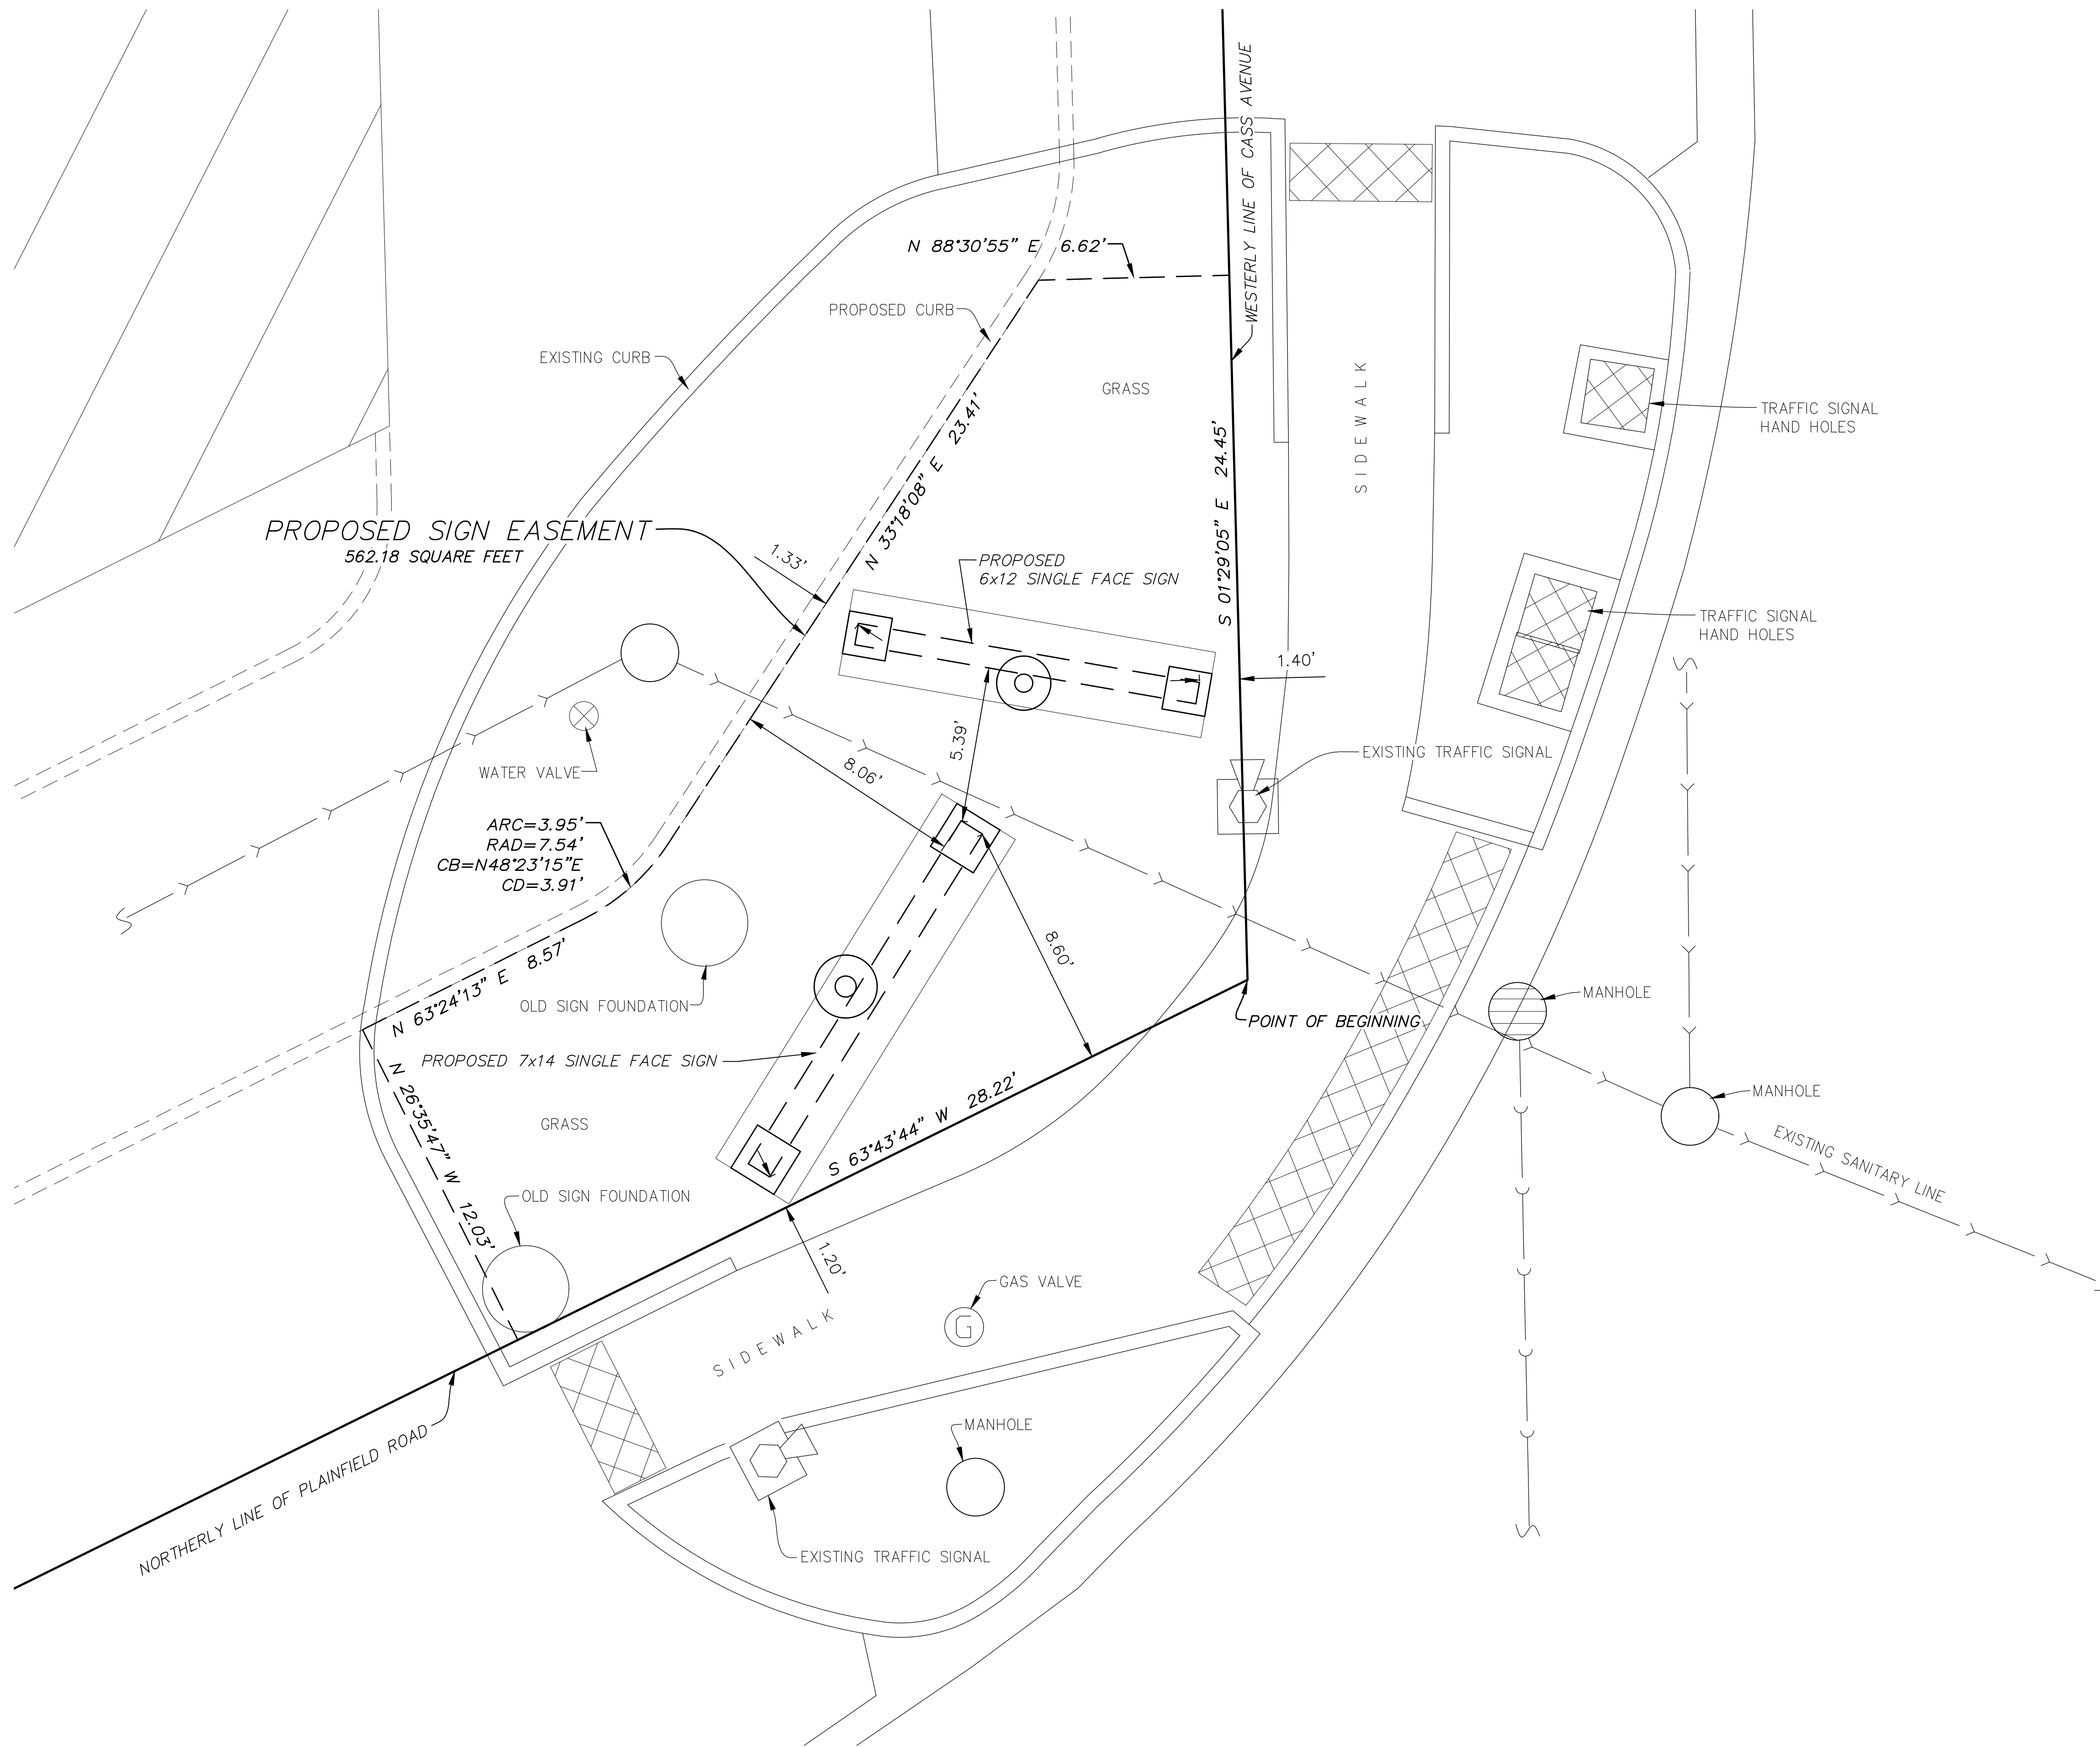 WESTERLY LINE OF CASS AVENUE
N 88°30'55" E 6.62'
PROPOSED CURB
EXISTING CURB
GRASS
SIDEWALK
TRAFFIC SIGNAL
HAND HOLES
N 33°18'08" E 23.41'
S 01°29'05" E 24.45'
PROPOSED SIGN EASEMENT
562.18 SQUARE FEET
1.33'
PROPOSED
6x12 SINGLE FACE SIGN
TRAFFIC SIGNAL
HAND HOLES
1.40'
5.39'
EXISTING TRAFFIC SIGNAL
WATER VALVE
8.06'
ARC=3.95'
RAD=7.54'
CB=N48°23'15"E
CD=3.91'
8.60'
N 63°24'13" E 8.57'
OLD SIGN FOUNDATION
MANHOLE
POINT OF BEGINNING
PROPOSED 7x14 SINGLE FACE SIGN
MANHOLE
N 26°35'47" W 12.03'
GRASS
S 63°43'44" W 28.22'
EXISTING SANITARY LINE
OLD SIGN FOUNDATION
1.20'
GAS VALVE
G
SIDEWALK
MANHOLE
NORTHERLY LINE OF PLAINFIELD ROAD
EXISTING TRAFFIC SIGNAL